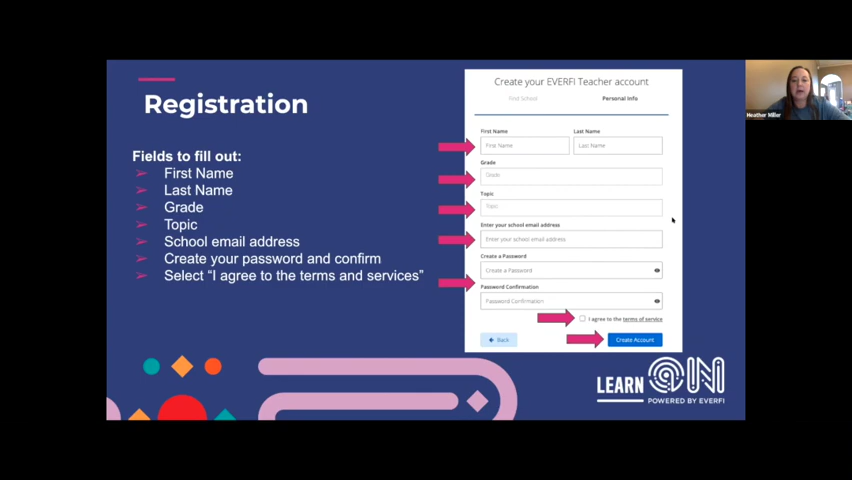 Registration
Fields to fill out:
First Name
Last Name
Grade
Topic
School email address
Create your password and confirm
Select “I agree to the terms and services”
Create your EVERFI Teacher account
Find School
Personal Info
First Name
Last Name
First Name
Last Name
Grade
Grade
Topic
Topic
Enter your school email address
Enter your school email address
Create a Password
Create a Password
Password Confirmation
Password Confirmation
I agree to the terms of service
Back
Create Account
LEARN ON
POWERED BY EVERFI
Heather Miller